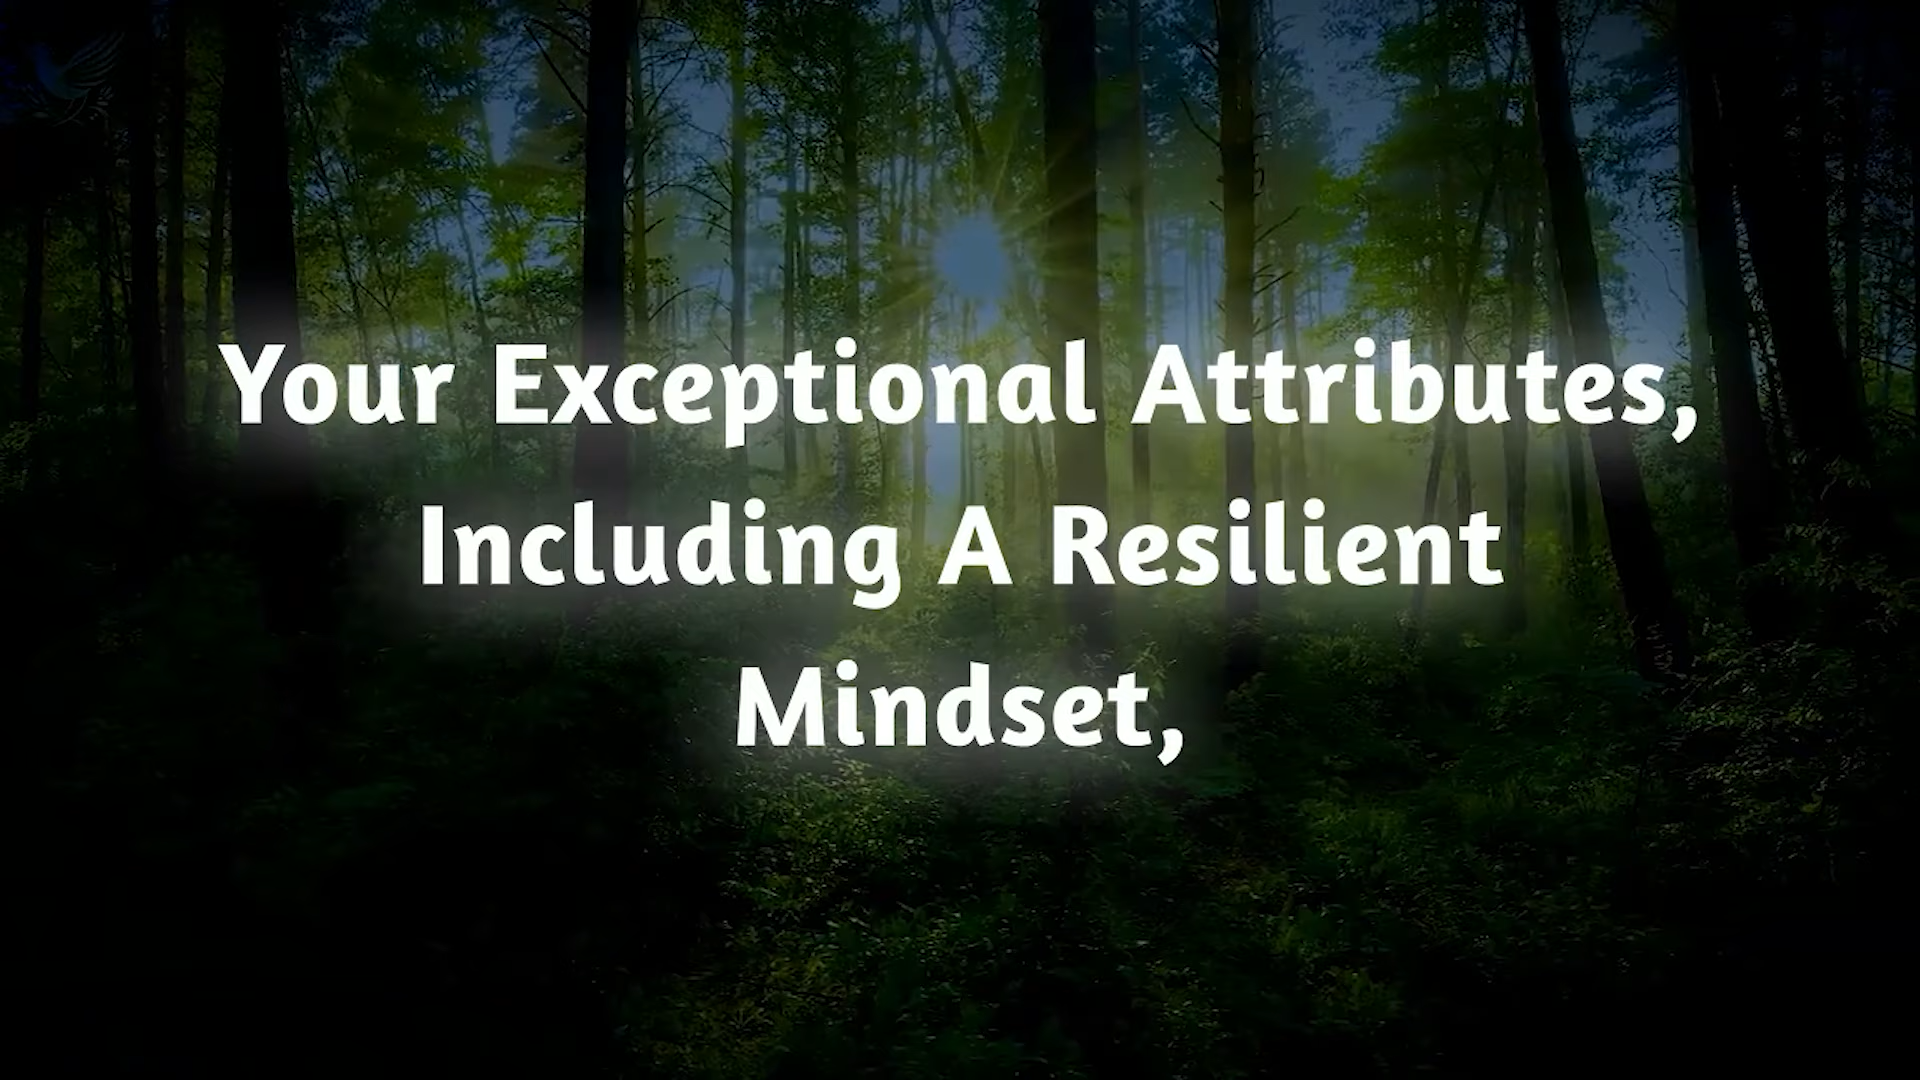 Your Exceptional Attributes,
Including A Resilient
Mindset,